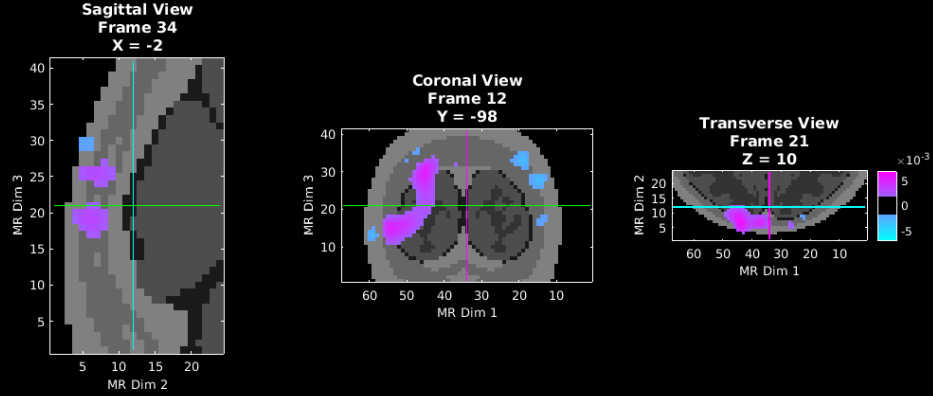 Sagittal View
Frame 34
X = -2
40
35
30
25
20
15
10
5
5 10 15 20
MR Dim 3
MR Dim 2
Coronal View
Frame 12
Y = -98
40
30
20
10
60 50 40 30 20 10
MR Dim 3
MR Dim 1
Transverse View
Frame 21
Z = 10
20
15
10
5
60 50 40 30 20 10
MR Dim 2
MR Dim 1
×10⁻³
5
0
-5